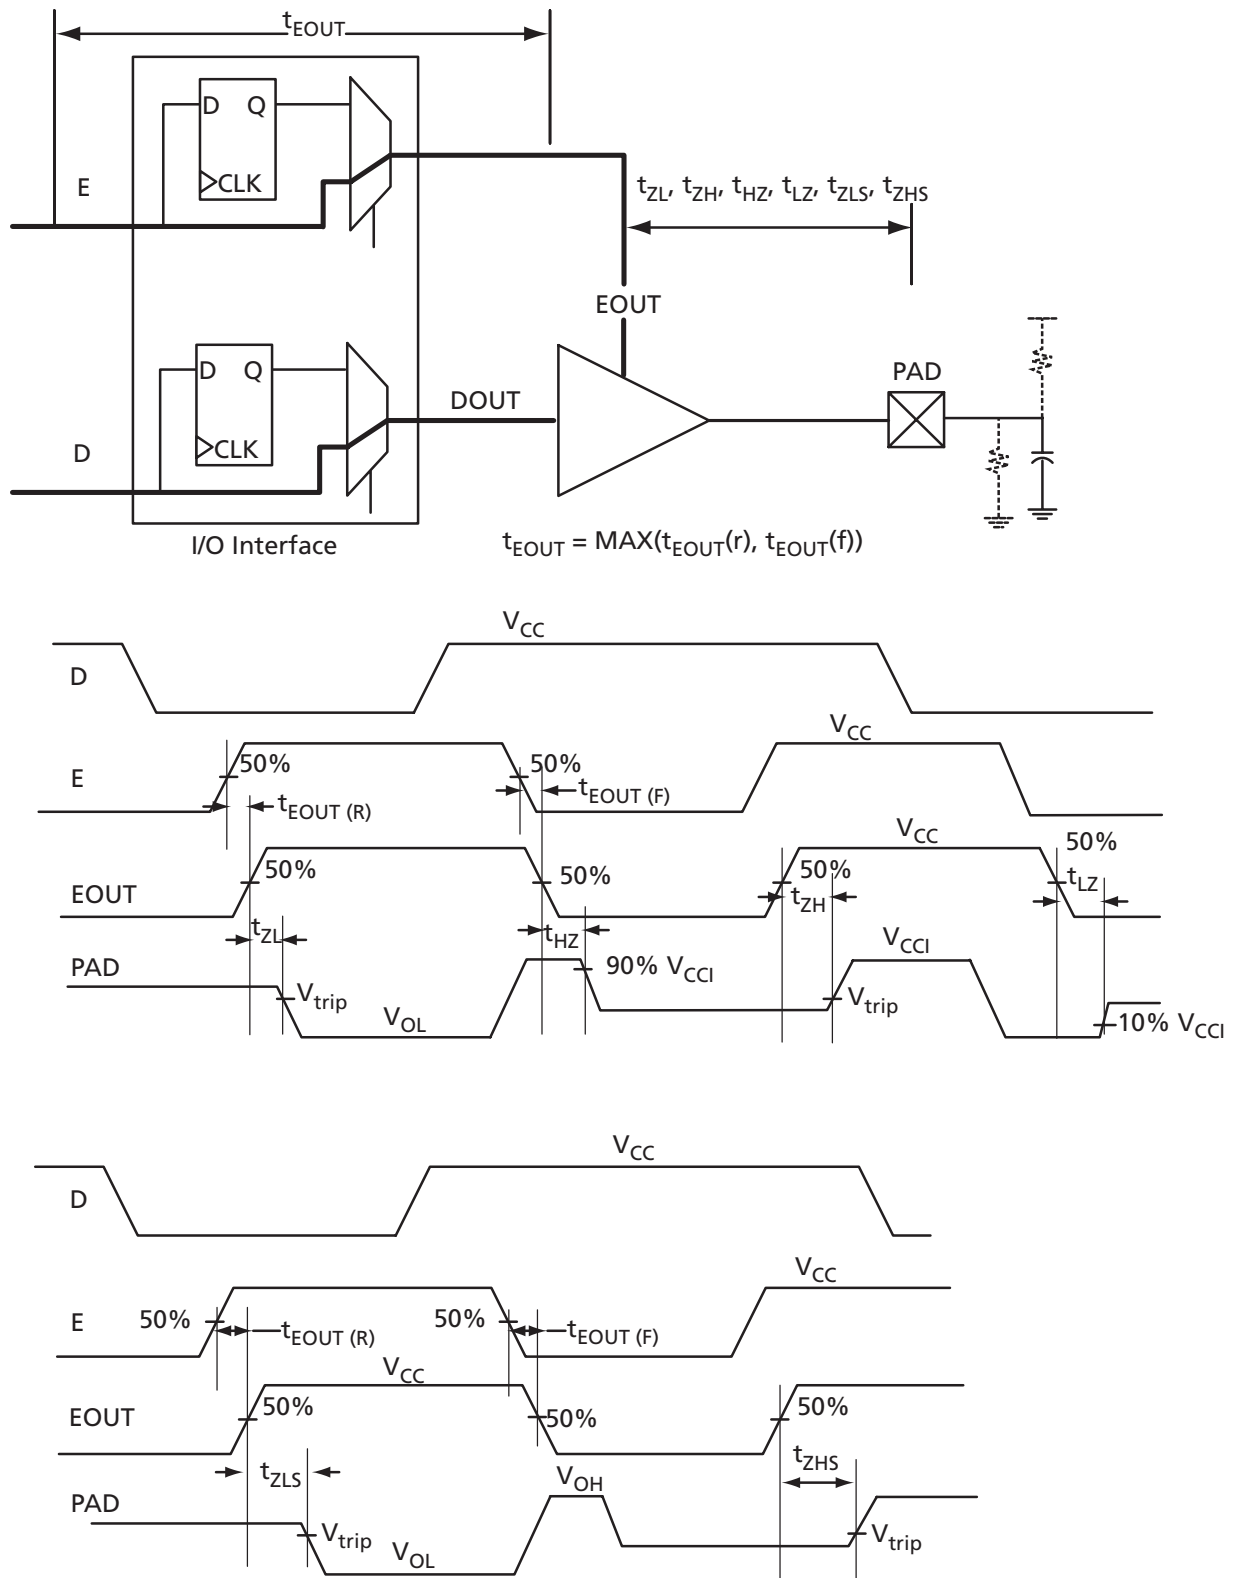 tEOUT
D Q
CLK
E
tZL, tZH, tHZ, tLZ, tZLS, tZHS
EOUT
D Q
CLK
D
DOUT
PAD
I/O Interface
tEOUT = MAX(tEOUT(r), tEOUT(f))
VCC
D
VCC
E
50%
50%
tEOUT (R)
tEOUT (F)
VCC
50%
EOUT
50%
50%
50%
tZL
tHZ
tZH
tLZ
PAD
90% VCCI
VCCI
Vtrip
Vtrip
VOL
10% VCCI
VCC
D
VCC
E
50%
50%
tEOUT (R)
tEOUT (F)
VCC
EOUT
50%
50%
50%
tZLS
tZHS
PAD
VOH
Vtrip
Vtrip
VOL